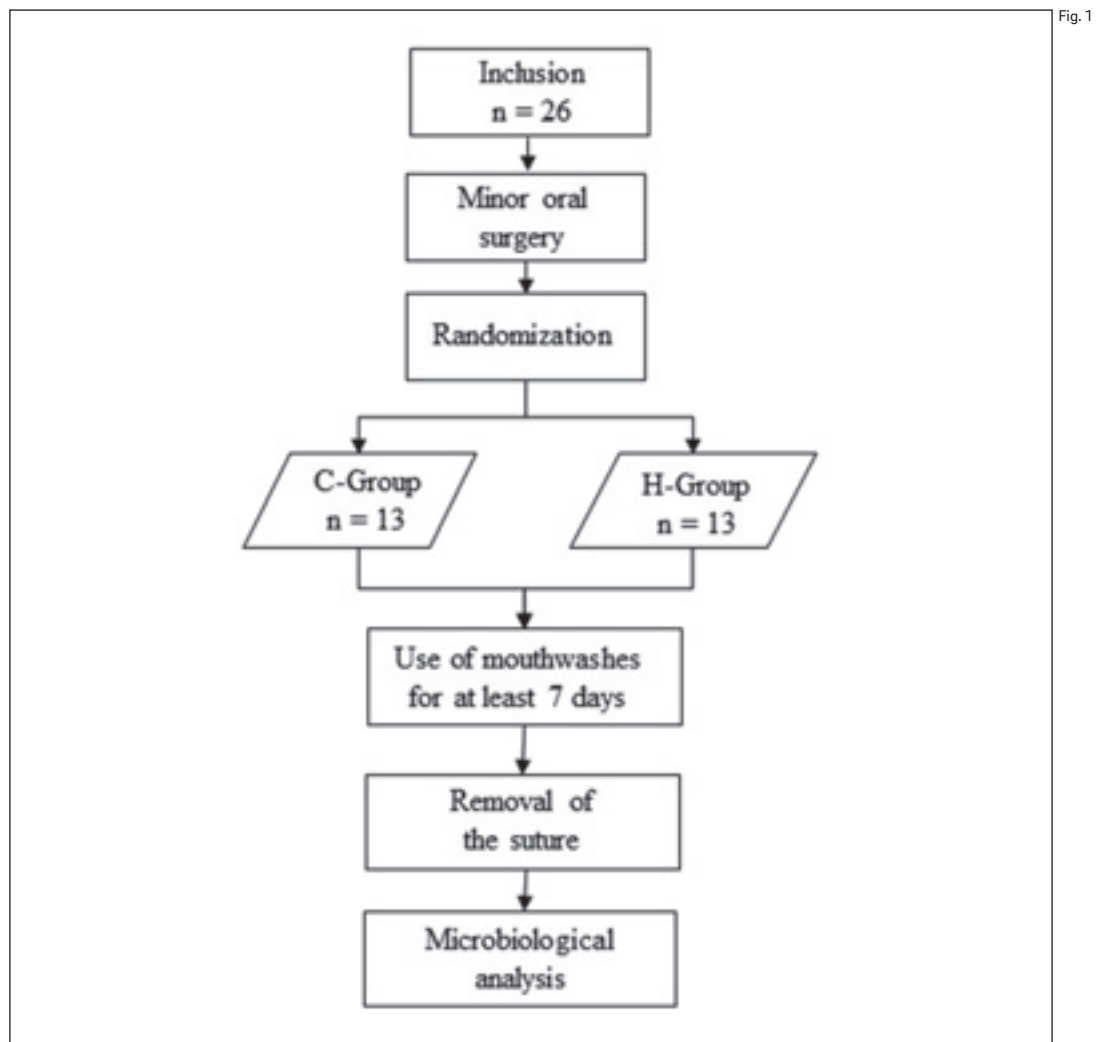 Fig. 1
Inclusion
n = 26
Minor oral
surgery
Randomization
C-Group
n = 13
H-Group
n = 13
Use of mouthwashes
for at least 7 days
Removal of
the suture
Microbiological
analysis